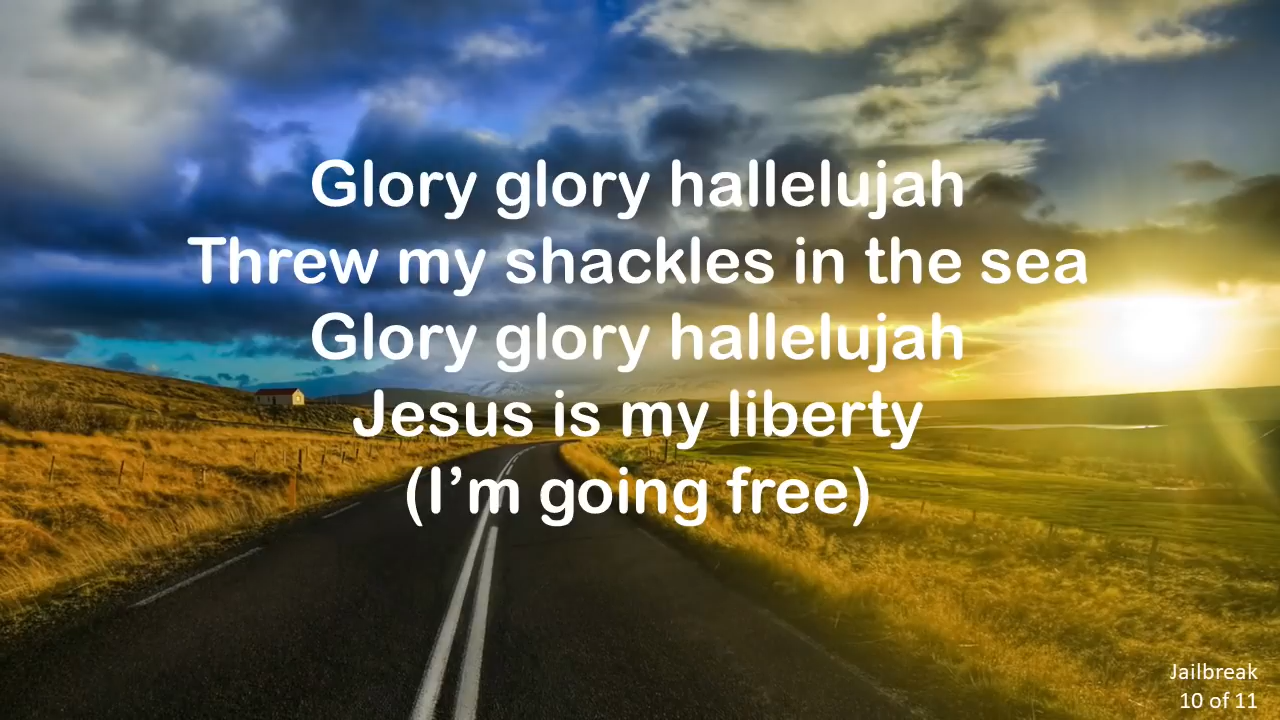 Glory glory hallelujah
Threw my shackles in the sea
Glory glory hallelujah
Jesus is my liberty
(I’m going free)
Jailbreak
10 of 11